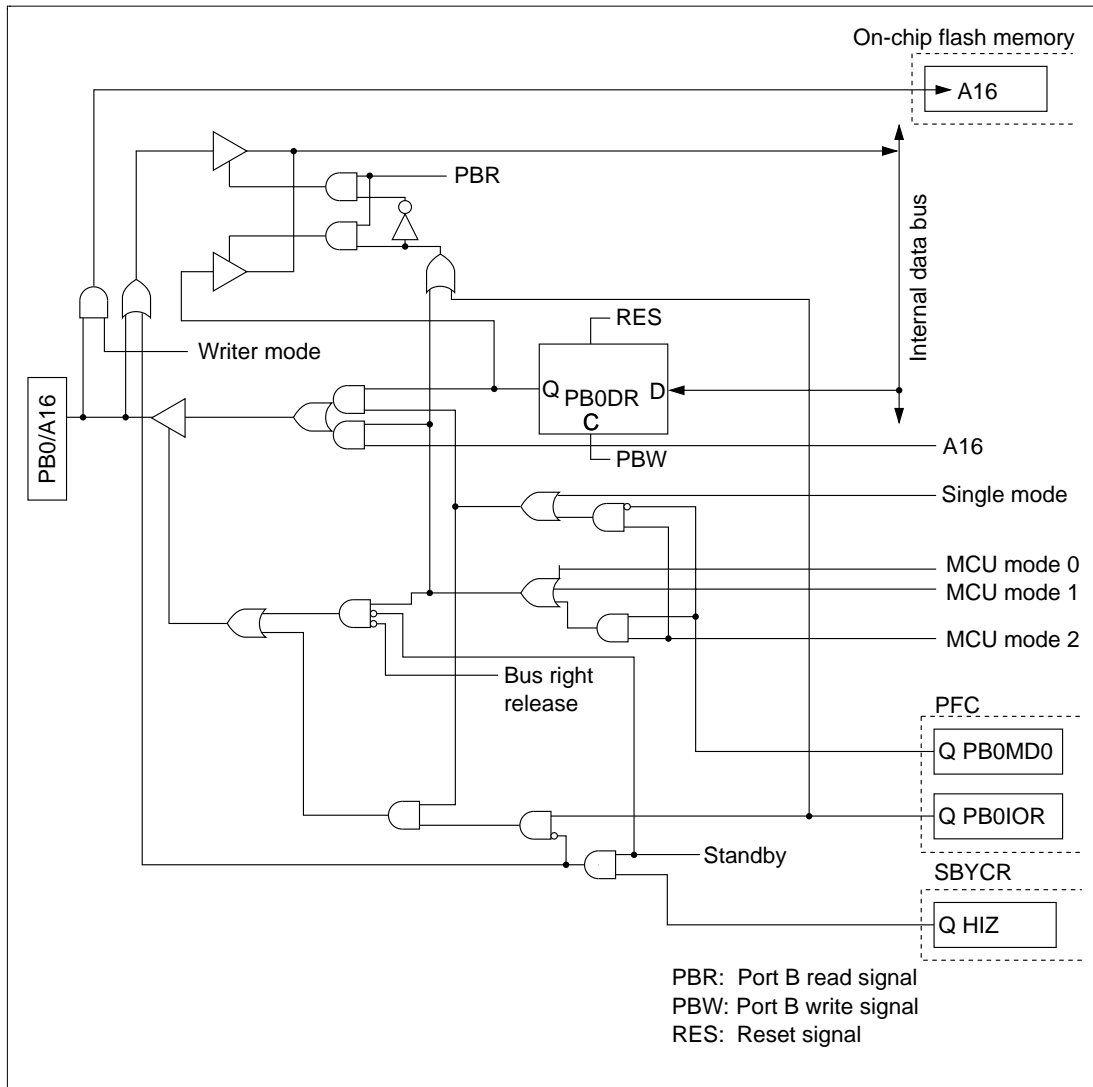 On-chip flash memory
A16
PBR
Internal data bus
RES
Writer mode
Q
PB0DR
D
C
PB0/A16
PBW
A16
Single mode
MCU mode 0
MCU mode 1
MCU mode 2
Bus right
release
PFC
Q PB0MD0
Q PB0IOR
Standby
SBYCR
Q HIZ
PBR: Port B read signal
PBW: Port B write signal
RES: Reset signal